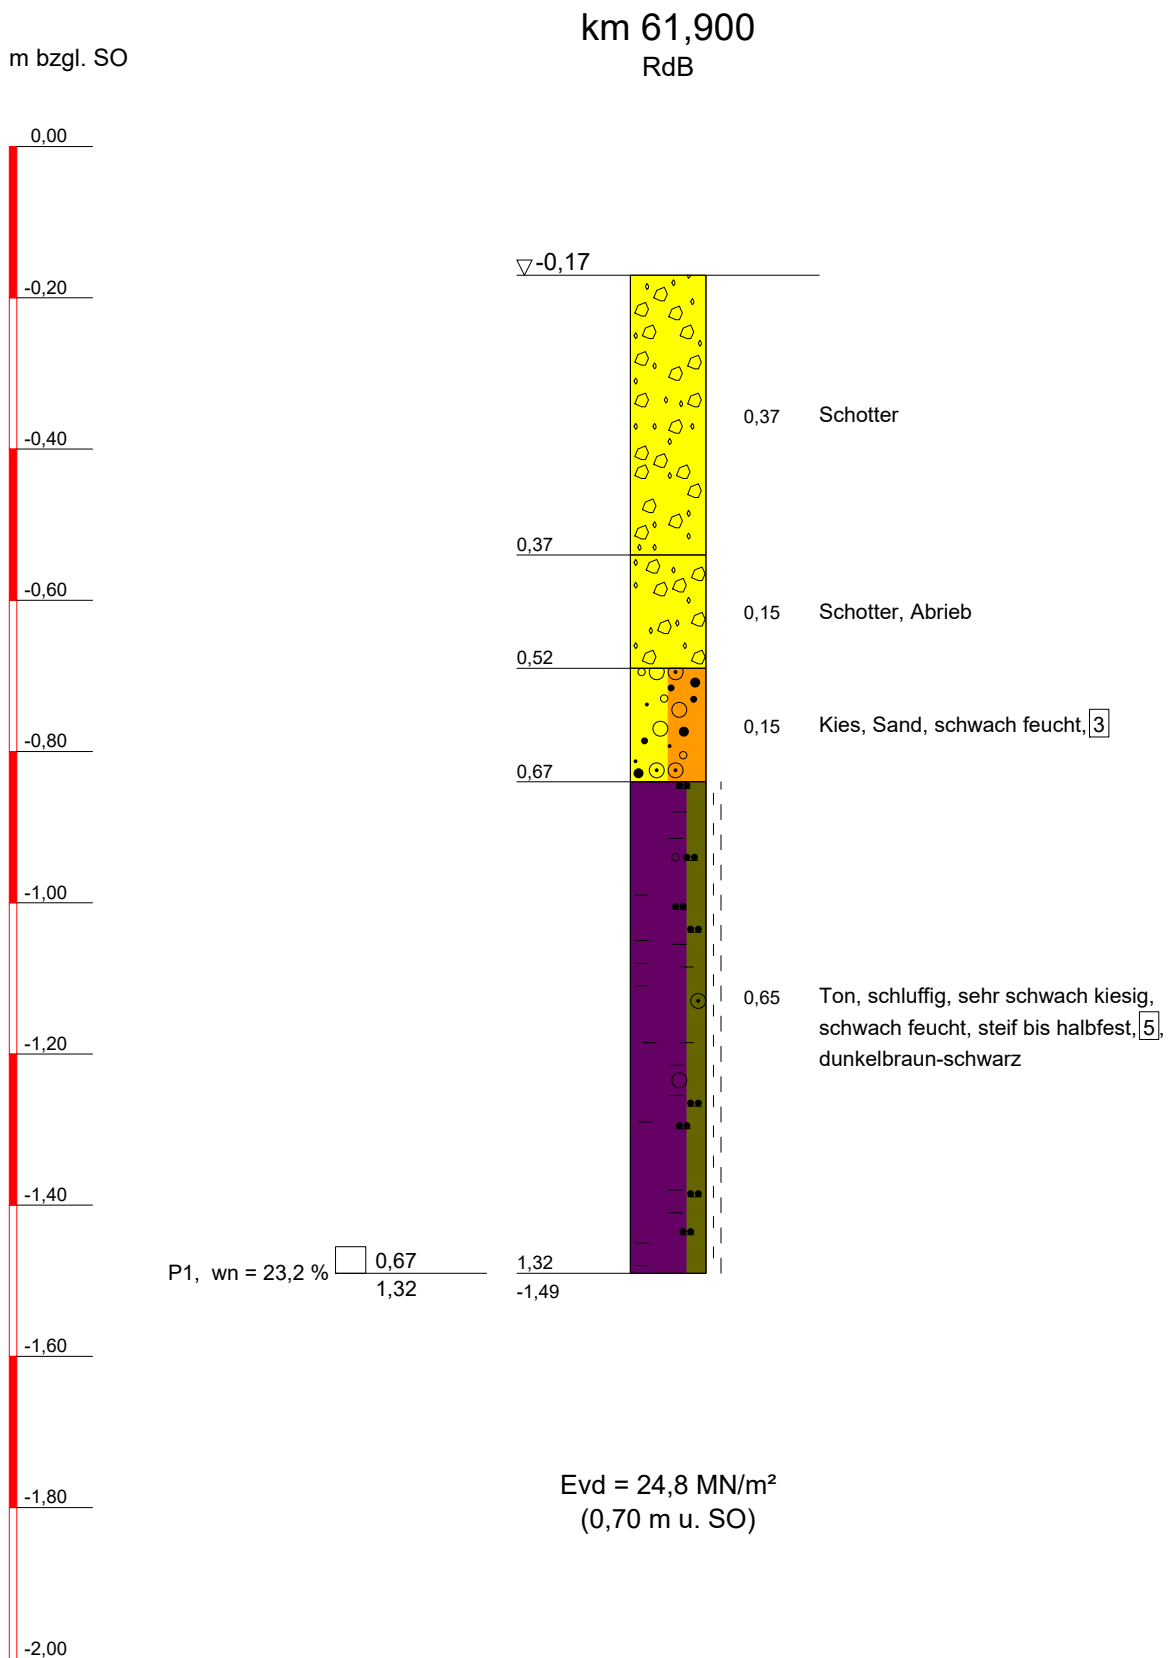 km 61,900
RdB
m bzgl. SO
0,00
-0,17
-0,20
0,37 Schotter
-0,40
0,37
-0,60
0,15 Schotter, Abrieb
0,52
0,15 Kies, Sand, schwach feucht, 3
-0,80
0,67
-1,00
0,65 Ton, schluffig, sehr schwach kiesig,
schwach feucht, steif bis halbfest, 5,
dunkelbraun-schwarz
-1,20
-1,40
P1, wn = 23,2 % 0,67
1,32
1,32
-1,49
-1,60
Evd = 24,8 MN/m²
(0,70 m u. SO)
-1,80
-2,00